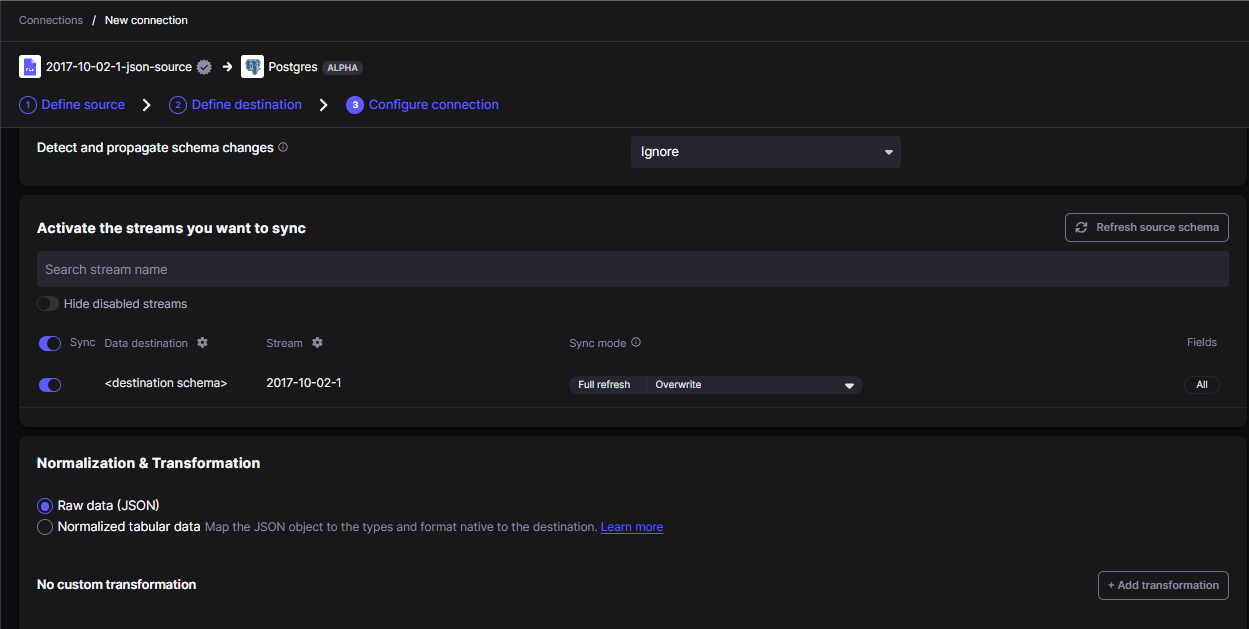 Connections / New connection
2017-10-02-1-json-source → Postgres ALPHA
1 Define source > 2 Define destination > 3 Configure connection
Detect and propagate schema changes Ignore
Activate the streams you want to sync Refresh source schema
Search stream name
Hide disabled streams
Sync Data destination Stream Sync mode Fields
<destination schema> 2017-10-02-1 Full refresh Overwrite All
Normalization & Transformation
Raw data (JSON)
Normalized tabular data Map the JSON object to the types and format native to the destination. Learn more
No custom transformation + Add transformation